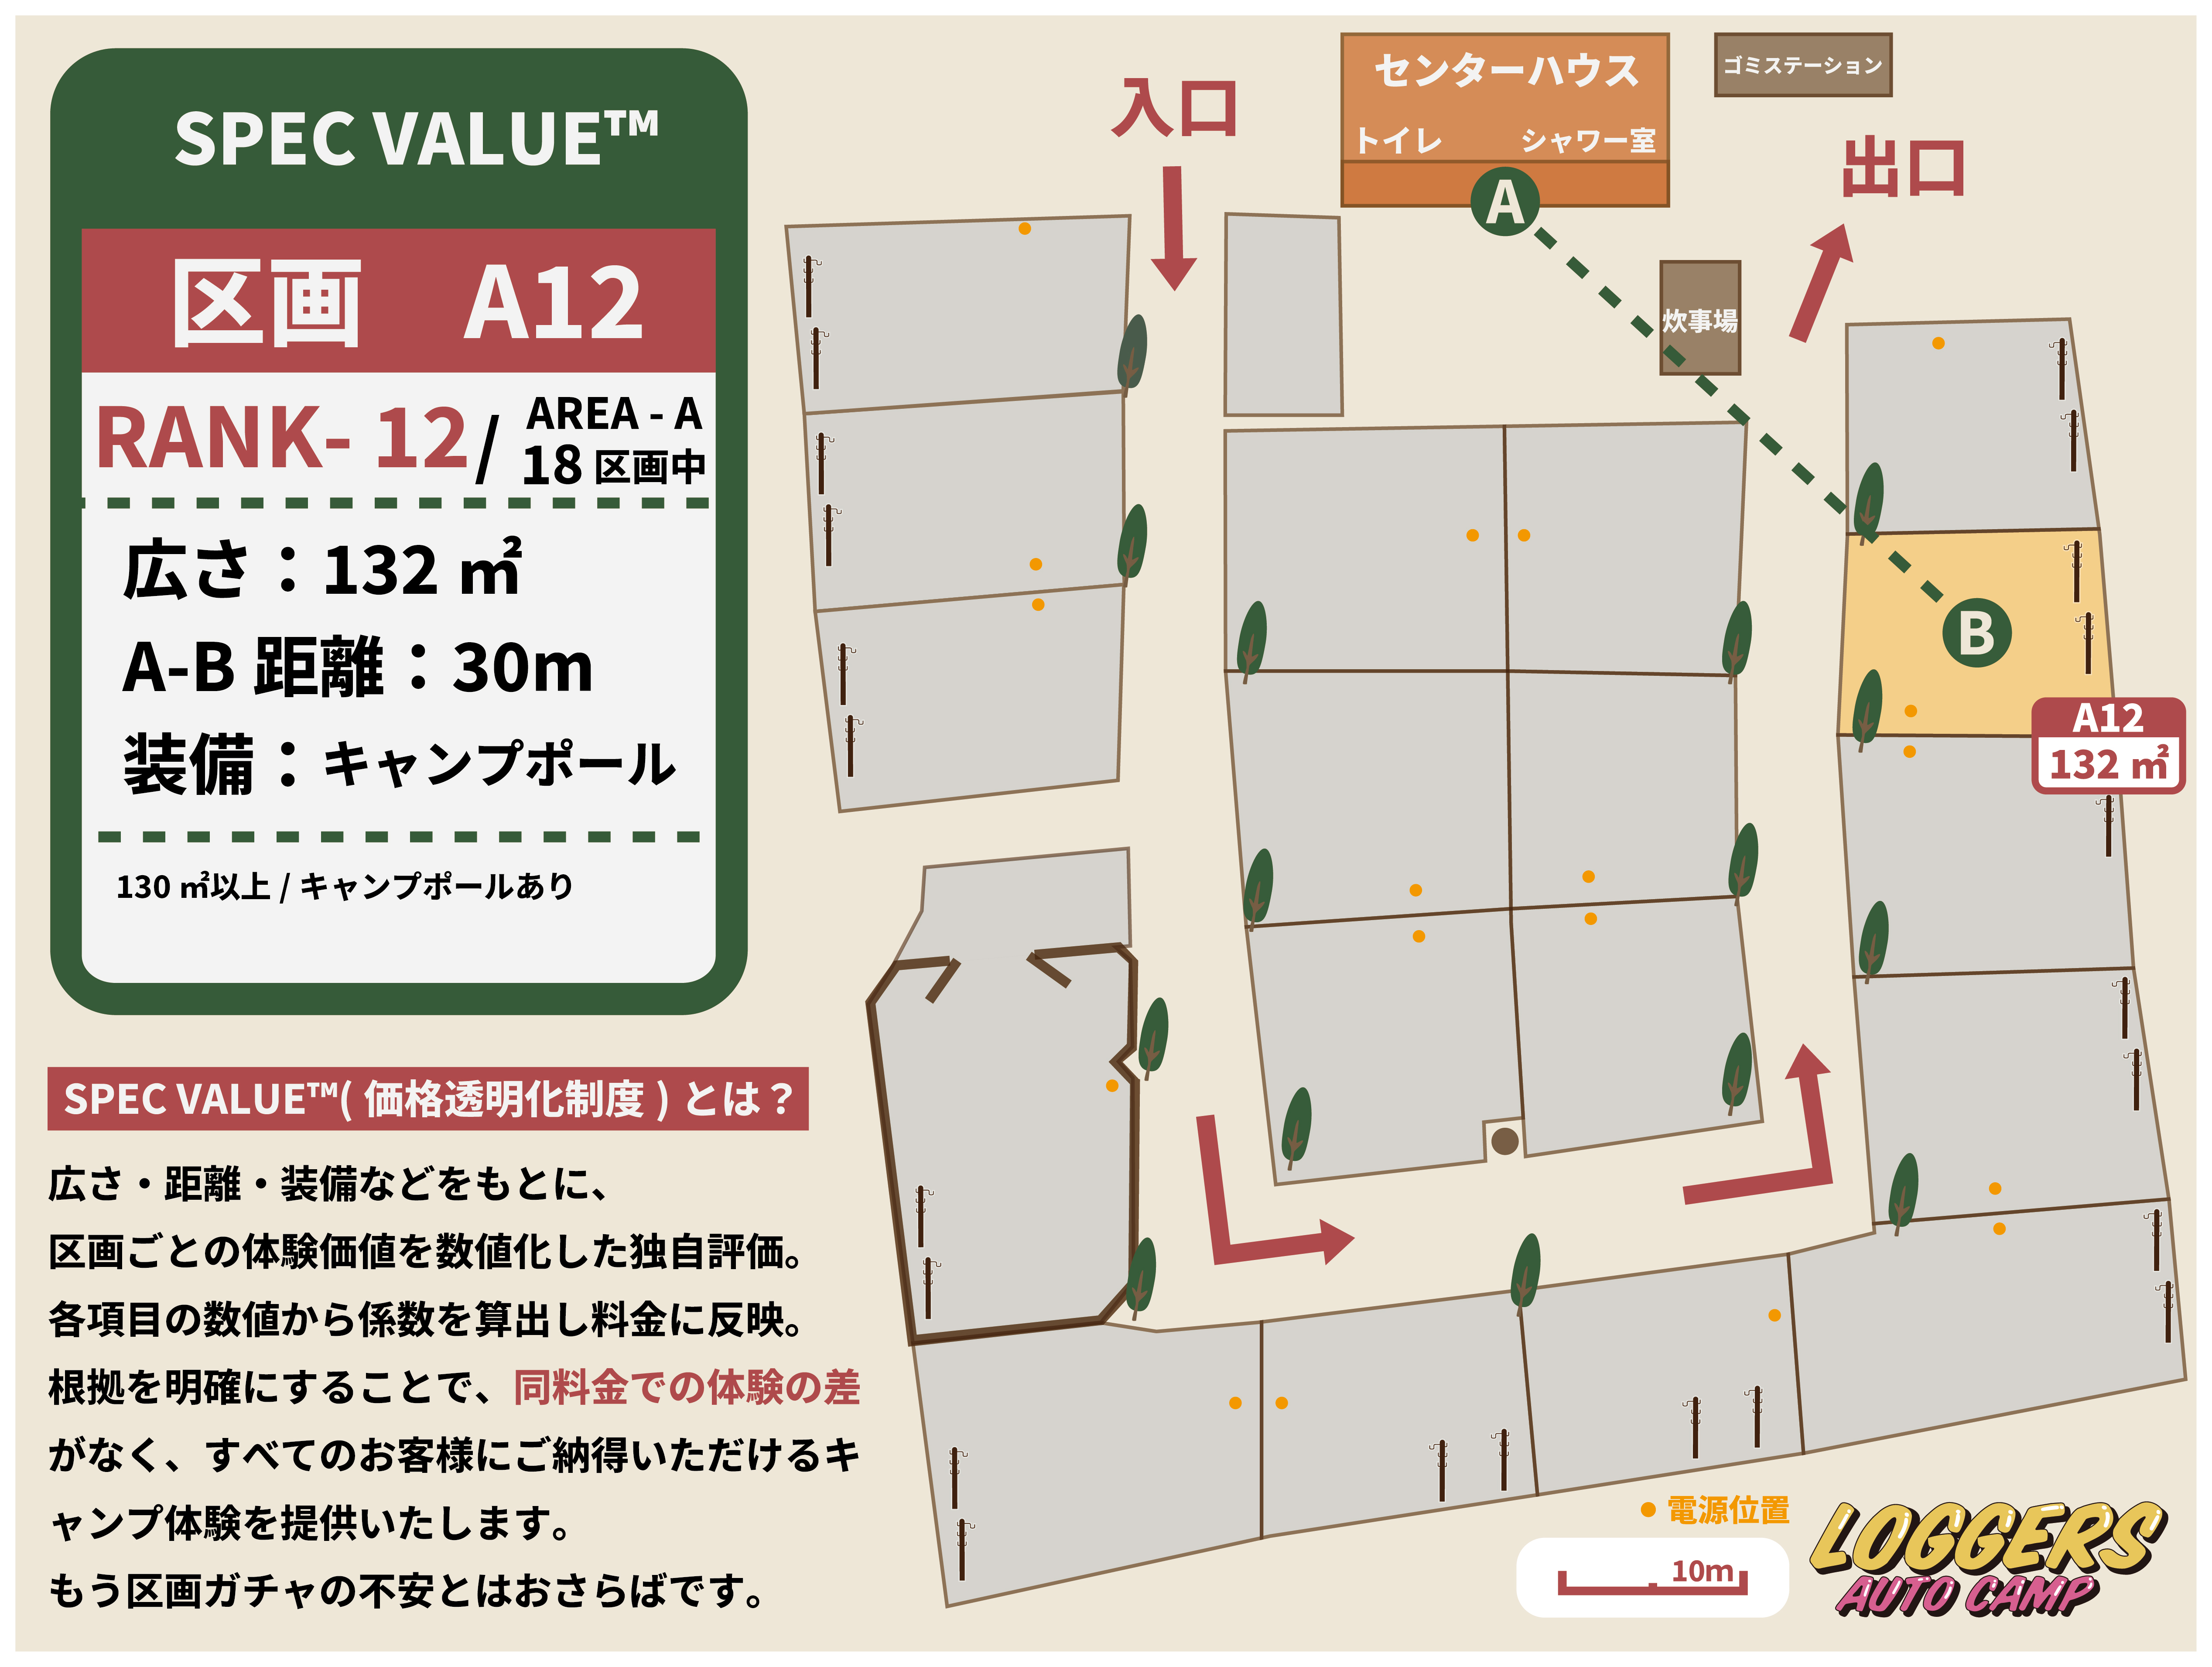 SPEC VALUE™
区画 A12
RANK- 12 / AREA - A
18 区画中
広さ：132 ㎡
A-B 距離：30m
装備：キャンプポール
130 ㎡以上 / キャンプポールあり
SPEC VALUE™( 価格透明化制度 ) とは？
広さ・距離・装備などをもとに、
区画ごとの体験価値を数値化した独自評価。
各項目の数値から係数を算出し料金に反映。
根拠を明確にすることで、同料金での体験の差
がなく、すべてのお客様にご納得いただけるキ
ャンプ体験を提供いたします。
もう区画ガチャの不安とはおさらばです。
入口
センターハウス
トイレ シャワー室
A
ゴミステーション
出口
炊事場
B
A12
132 ㎡
電源位置
10m
LOGGERS
AUTO CAMP